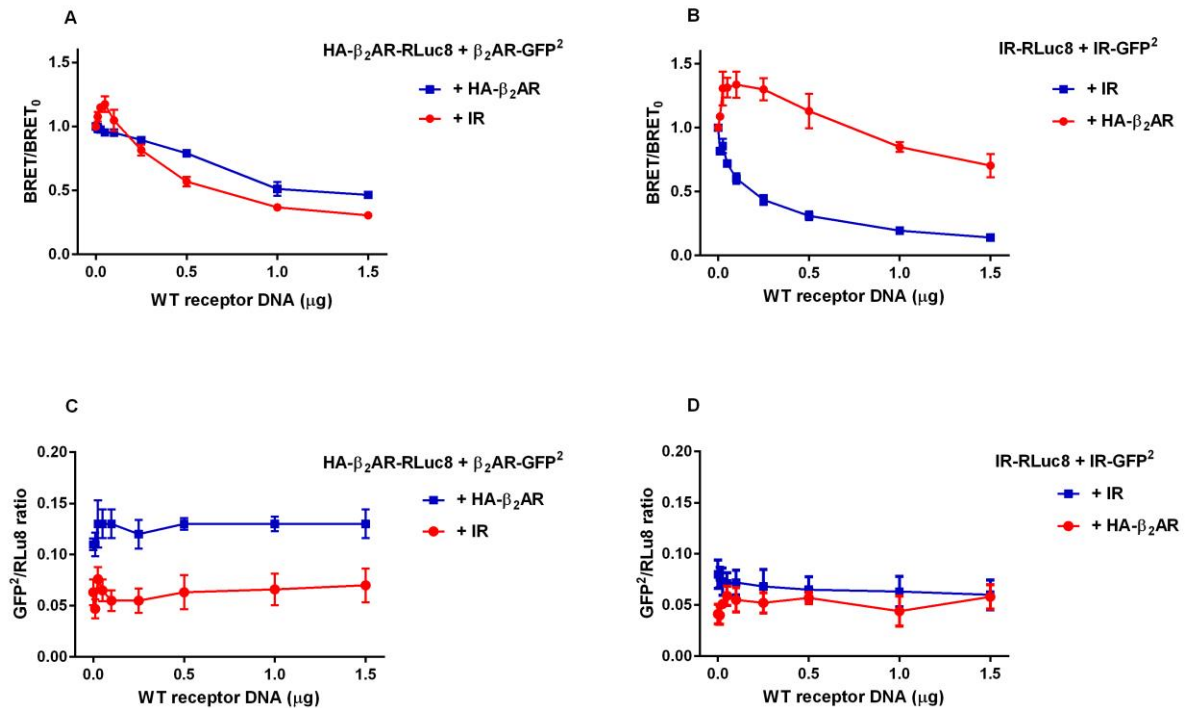 A
HA-β₂AR-RLuc8 + β₂AR-GFP²
+ HA-β₂AR
+ IR
BRET/BRET₀
1.5
1.0
0.5
0.0
0.0 0.5 1.0 1.5
WT receptor DNA (μg)
B
IR-RLuc8 + IR-GFP²
+ IR
+ HA-β₂AR
BRET/BRET₀
1.5
1.0
0.5
0.0
0.0 0.5 1.0 1.5
WT receptor DNA (μg)
C
HA-β₂AR-RLuc8 + β₂AR-GFP²
+ HA-β₂AR
+ IR
GFP²/RLu8 ratio
0.20
0.15
0.10
0.05
0.00
0.0 0.5 1.0 1.5
WT receptor DNA (μg)
D
IR-RLuc8 + IR-GFP²
+ IR
+ HA-β₂AR
GFP²/RLu8 ratio
0.20
0.15
0.10
0.05
0.00
0.0 0.5 1.0 1.5
WT receptor DNA (μg)